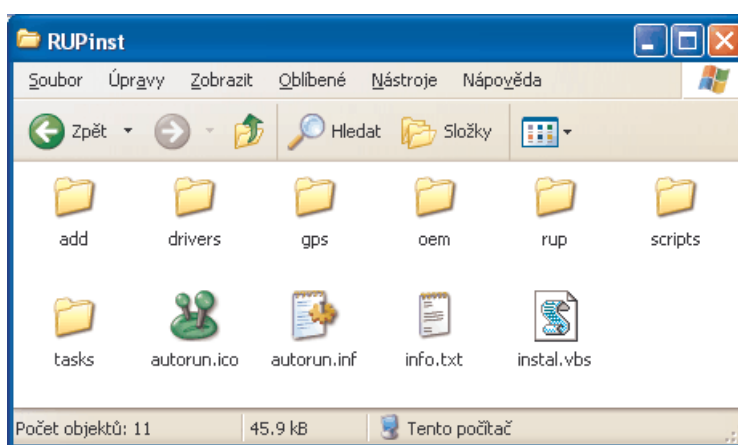 RUPinst
Soubor Úpravy Zobrazit Oblíbené Nástroje Nápověda
Zpět Hledat Složky
add drivers gps oem rup scripts
tasks autorun.ico autorun.inf info.txt instal.vbs
Počet objektů: 11 45.9 kB Tento počítač